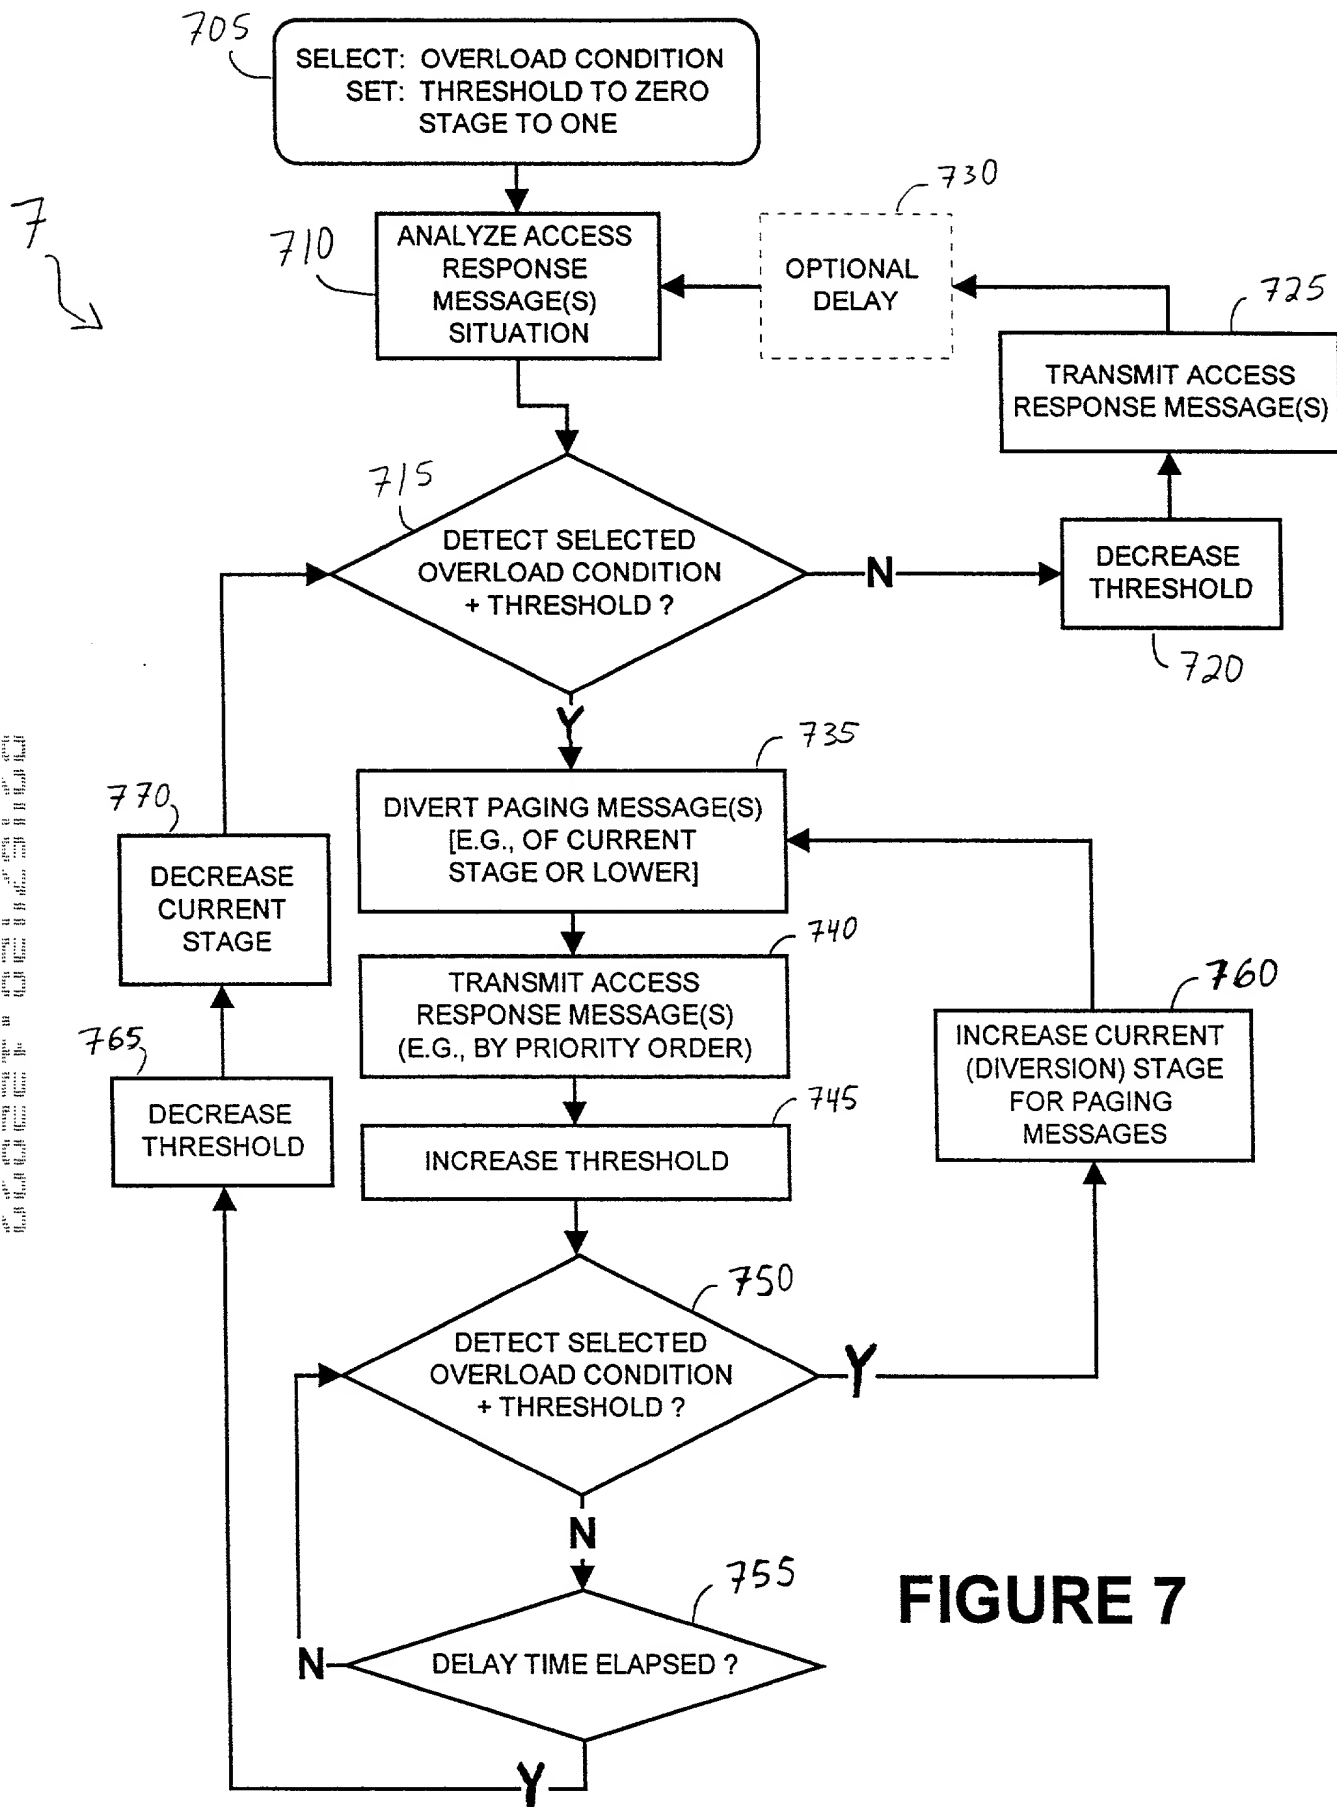 705
SELECT: OVERLOAD CONDITION
SET: THRESHOLD TO ZERO
STAGE TO ONE
7
710
ANALYZE ACCESS
RESPONSE
MESSAGE(S)
SITUATION
730
OPTIONAL
DELAY
725
TRANSMIT ACCESS
RESPONSE MESSAGE(S)
715
DETECT SELECTED
OVERLOAD CONDITION
+ THRESHOLD ?
N
DECREASE
THRESHOLD
720
Y
735
DIVERT PAGING MESSAGE(S)
[E.G., OF CURRENT
STAGE OR LOWER]
770
DECREASE
CURRENT
STAGE
740
TRANSMIT ACCESS
RESPONSE MESSAGE(S)
(E.G., BY PRIORITY ORDER)
760
INCREASE CURRENT
(DIVERSION) STAGE
FOR PAGING
MESSAGES
765
DECREASE
THRESHOLD
745
INCREASE THRESHOLD
750
DETECT SELECTED
OVERLOAD CONDITION
+ THRESHOLD ?
Y
N
755
DELAY TIME ELAPSED ?
N
Y
FIGURE 7